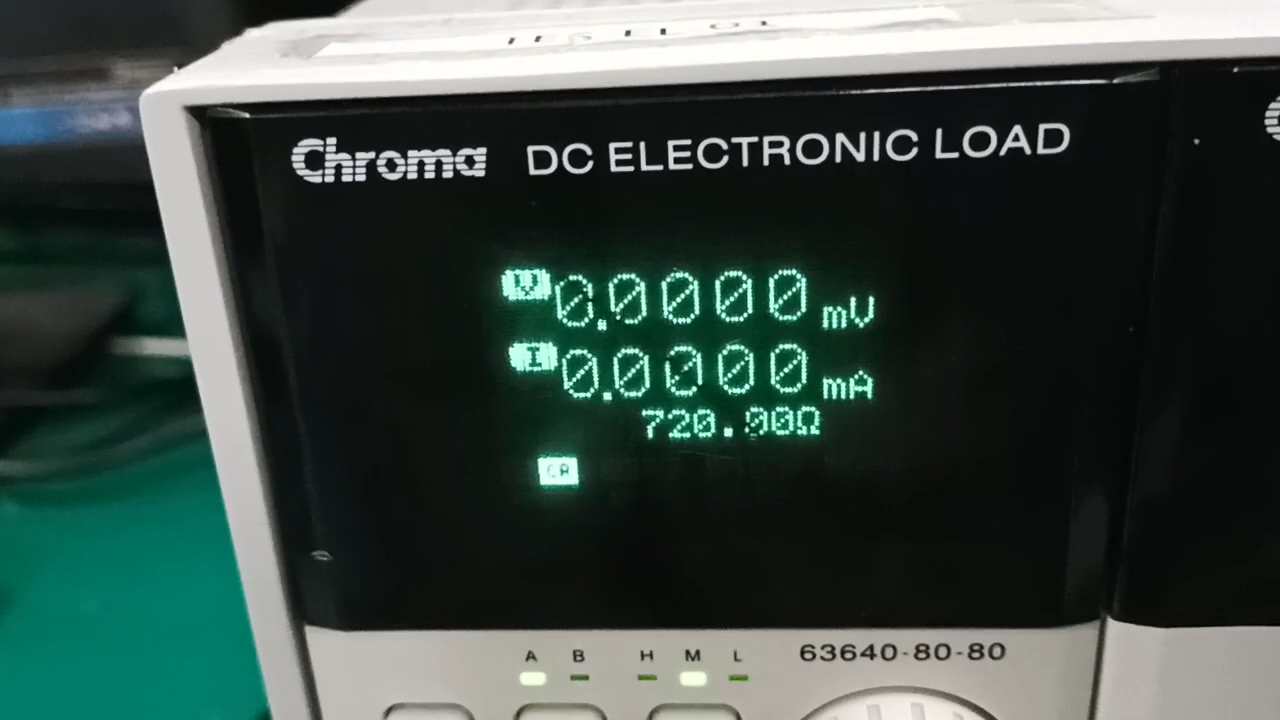 Chroma DC ELECTRONIC LOAD
V 0.0000 mV
I 0.0000 mA
720.00Ω
CR
A B H M L
63640-80-80